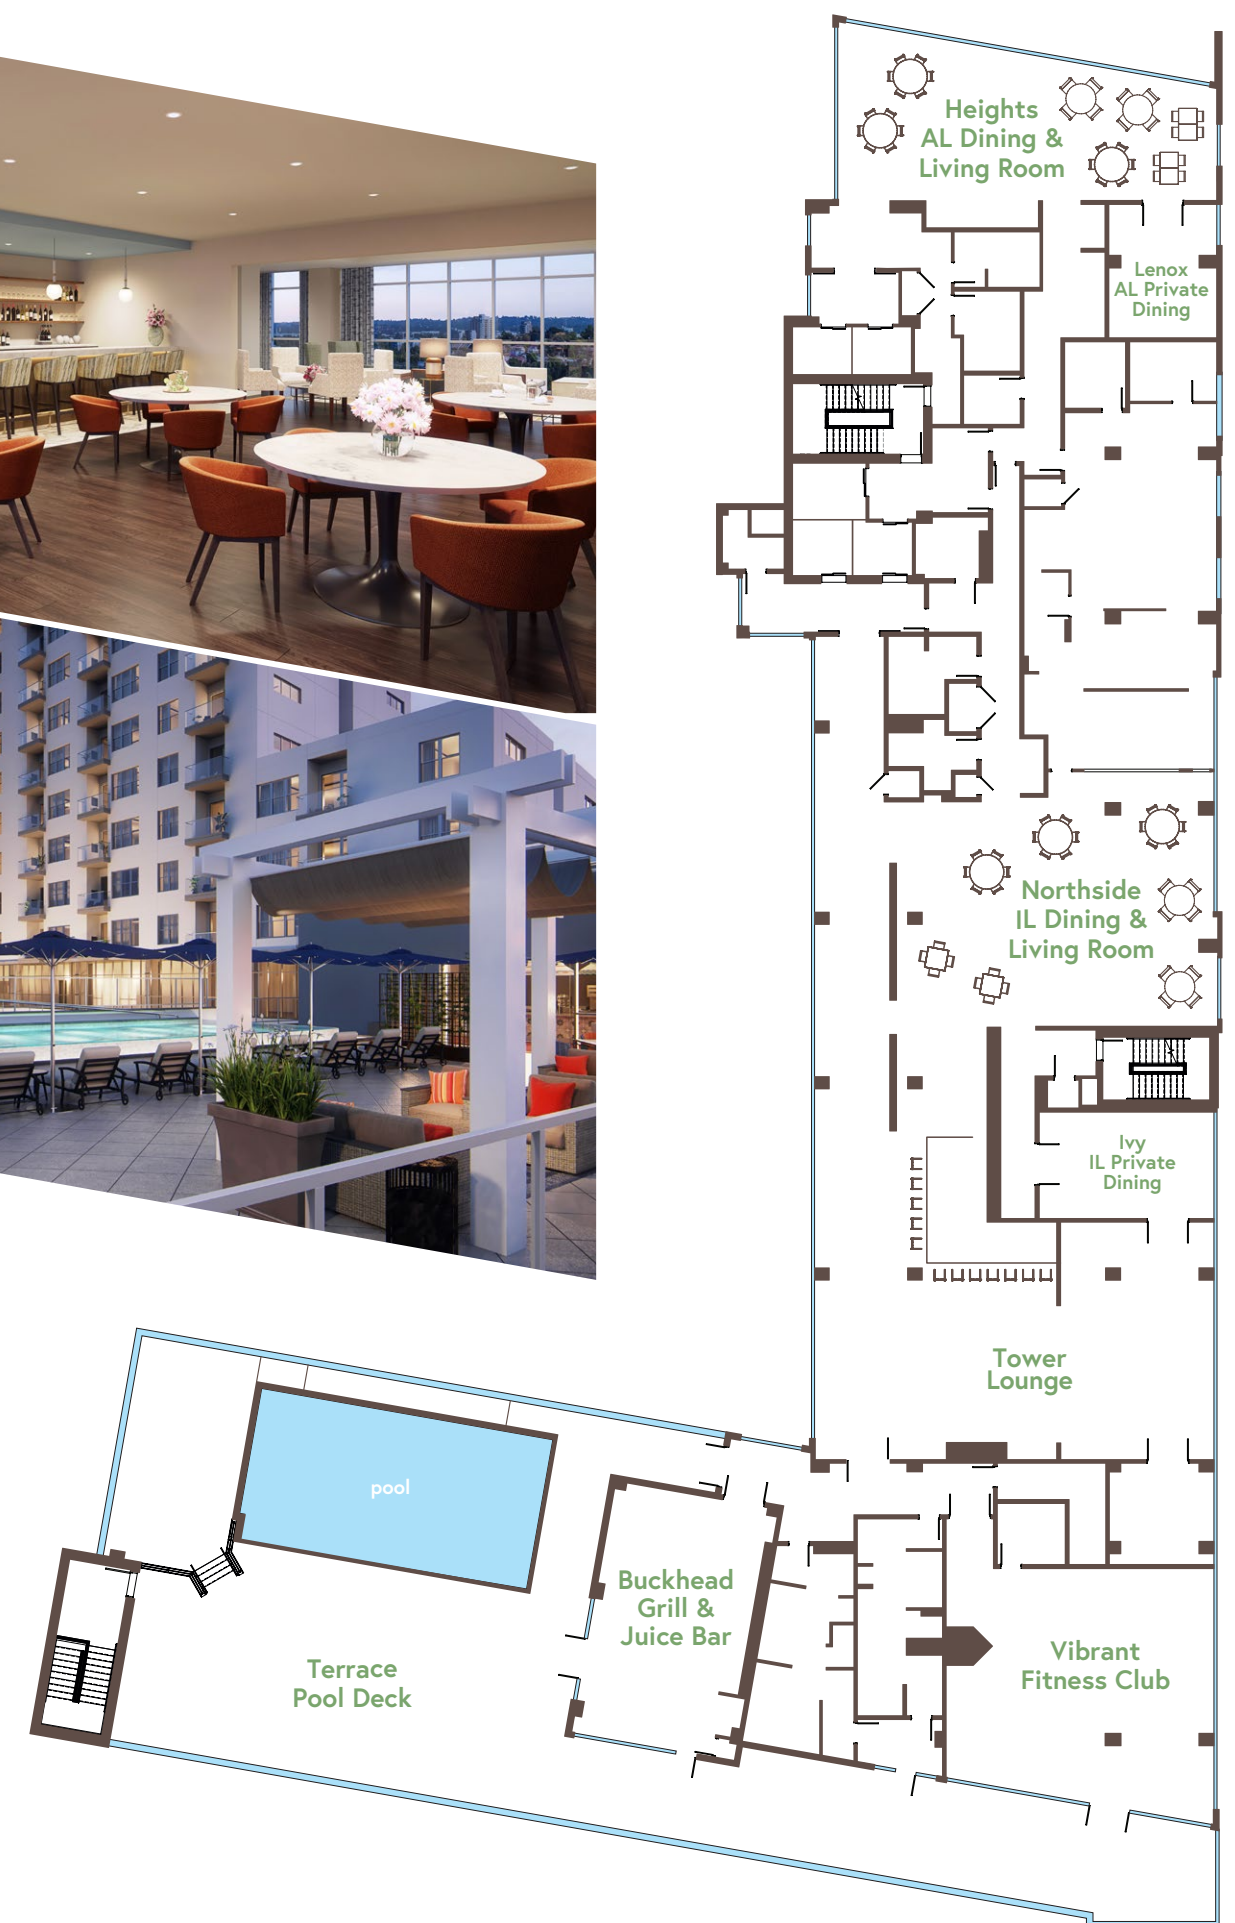 Heights
AL Dining &
Living Room
Lenox
AL Private
Dining
Northside
IL Dining &
Living Room
Ivy
IL Private
Dining
Tower
Lounge
pool
Buckhead
Grill &
Juice Bar
Terrace
Pool Deck
Vibrant
Fitness Club